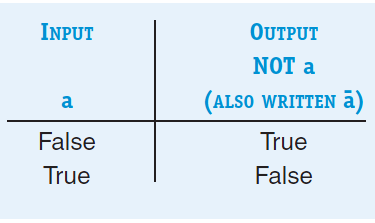 INPUT OUTPUT
NOT a
a (ALSO WRITTEN ā)
False True
True False